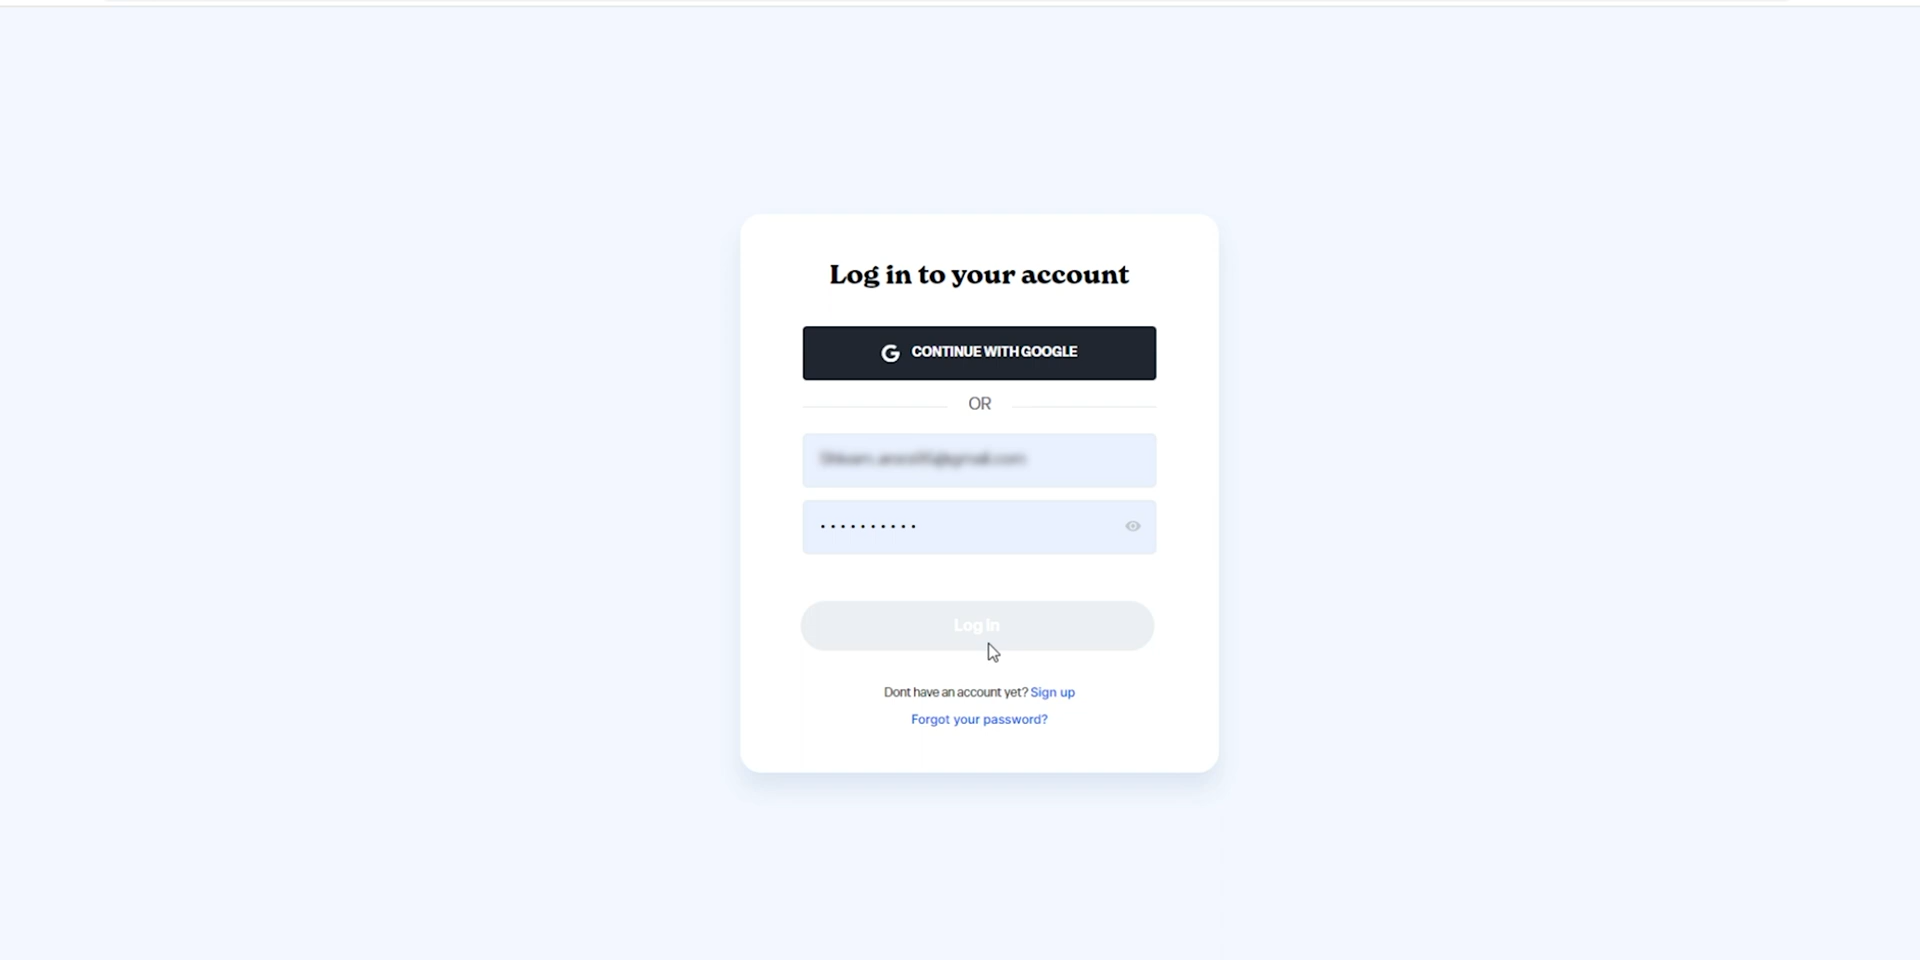 Log in to your account
G CONTINUE WITH GOOGLE
OR
••••••••••
Log in
Dont have an account yet? Sign up
Forgot your password?